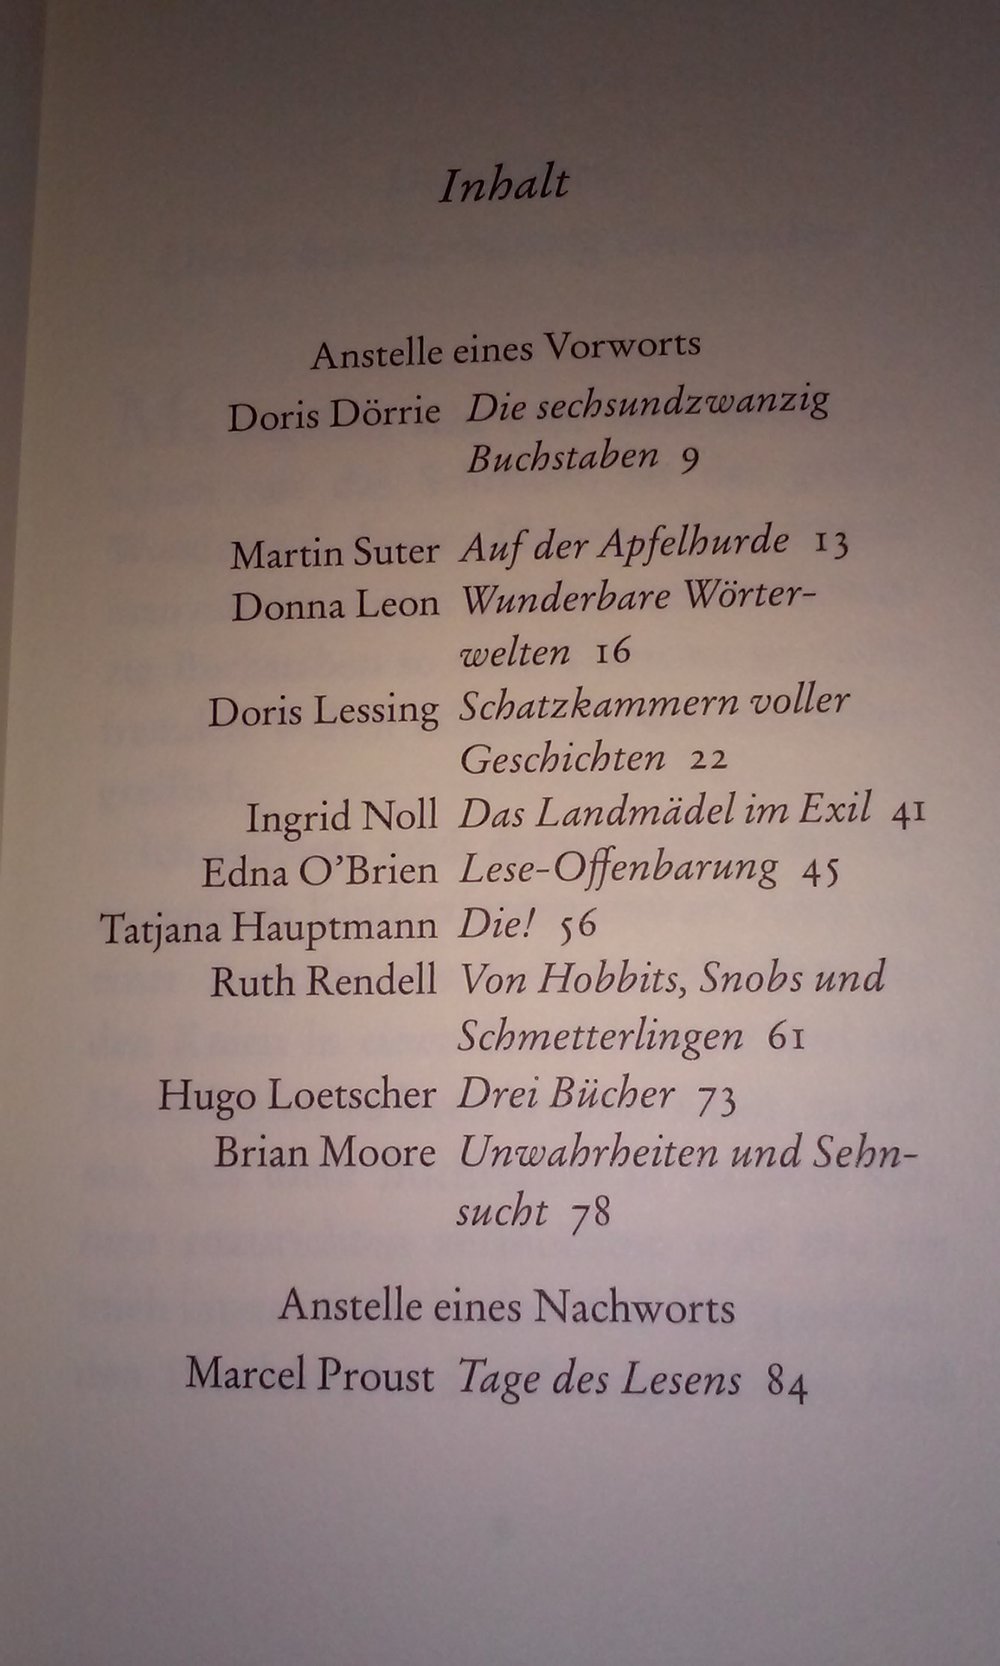 Inhalt
Anstelle eines Vorworts
Doris Dörrie Die sechsundzwanzig
Buchstaben 9
Martin Suter Auf der Apfelhurde 13
Donna Leon Wunderbare Wörter-
welten 16
Doris Lessing Schatzkammern voller
Geschichten 22
Ingrid Noll Das Landmädel im Exil 41
Edna O’Brien Lese-Offenbarung 45
Tatjana Hauptmann Die! 56
Ruth Rendell Von Hobbits, Snobs und
Schmetterlingen 61
Hugo Loetscher Drei Bücher 73
Brian Moore Unwahrheiten und Sehn-
sucht 78
Anstelle eines Nachworts
Marcel Proust Tage des Lesens 84